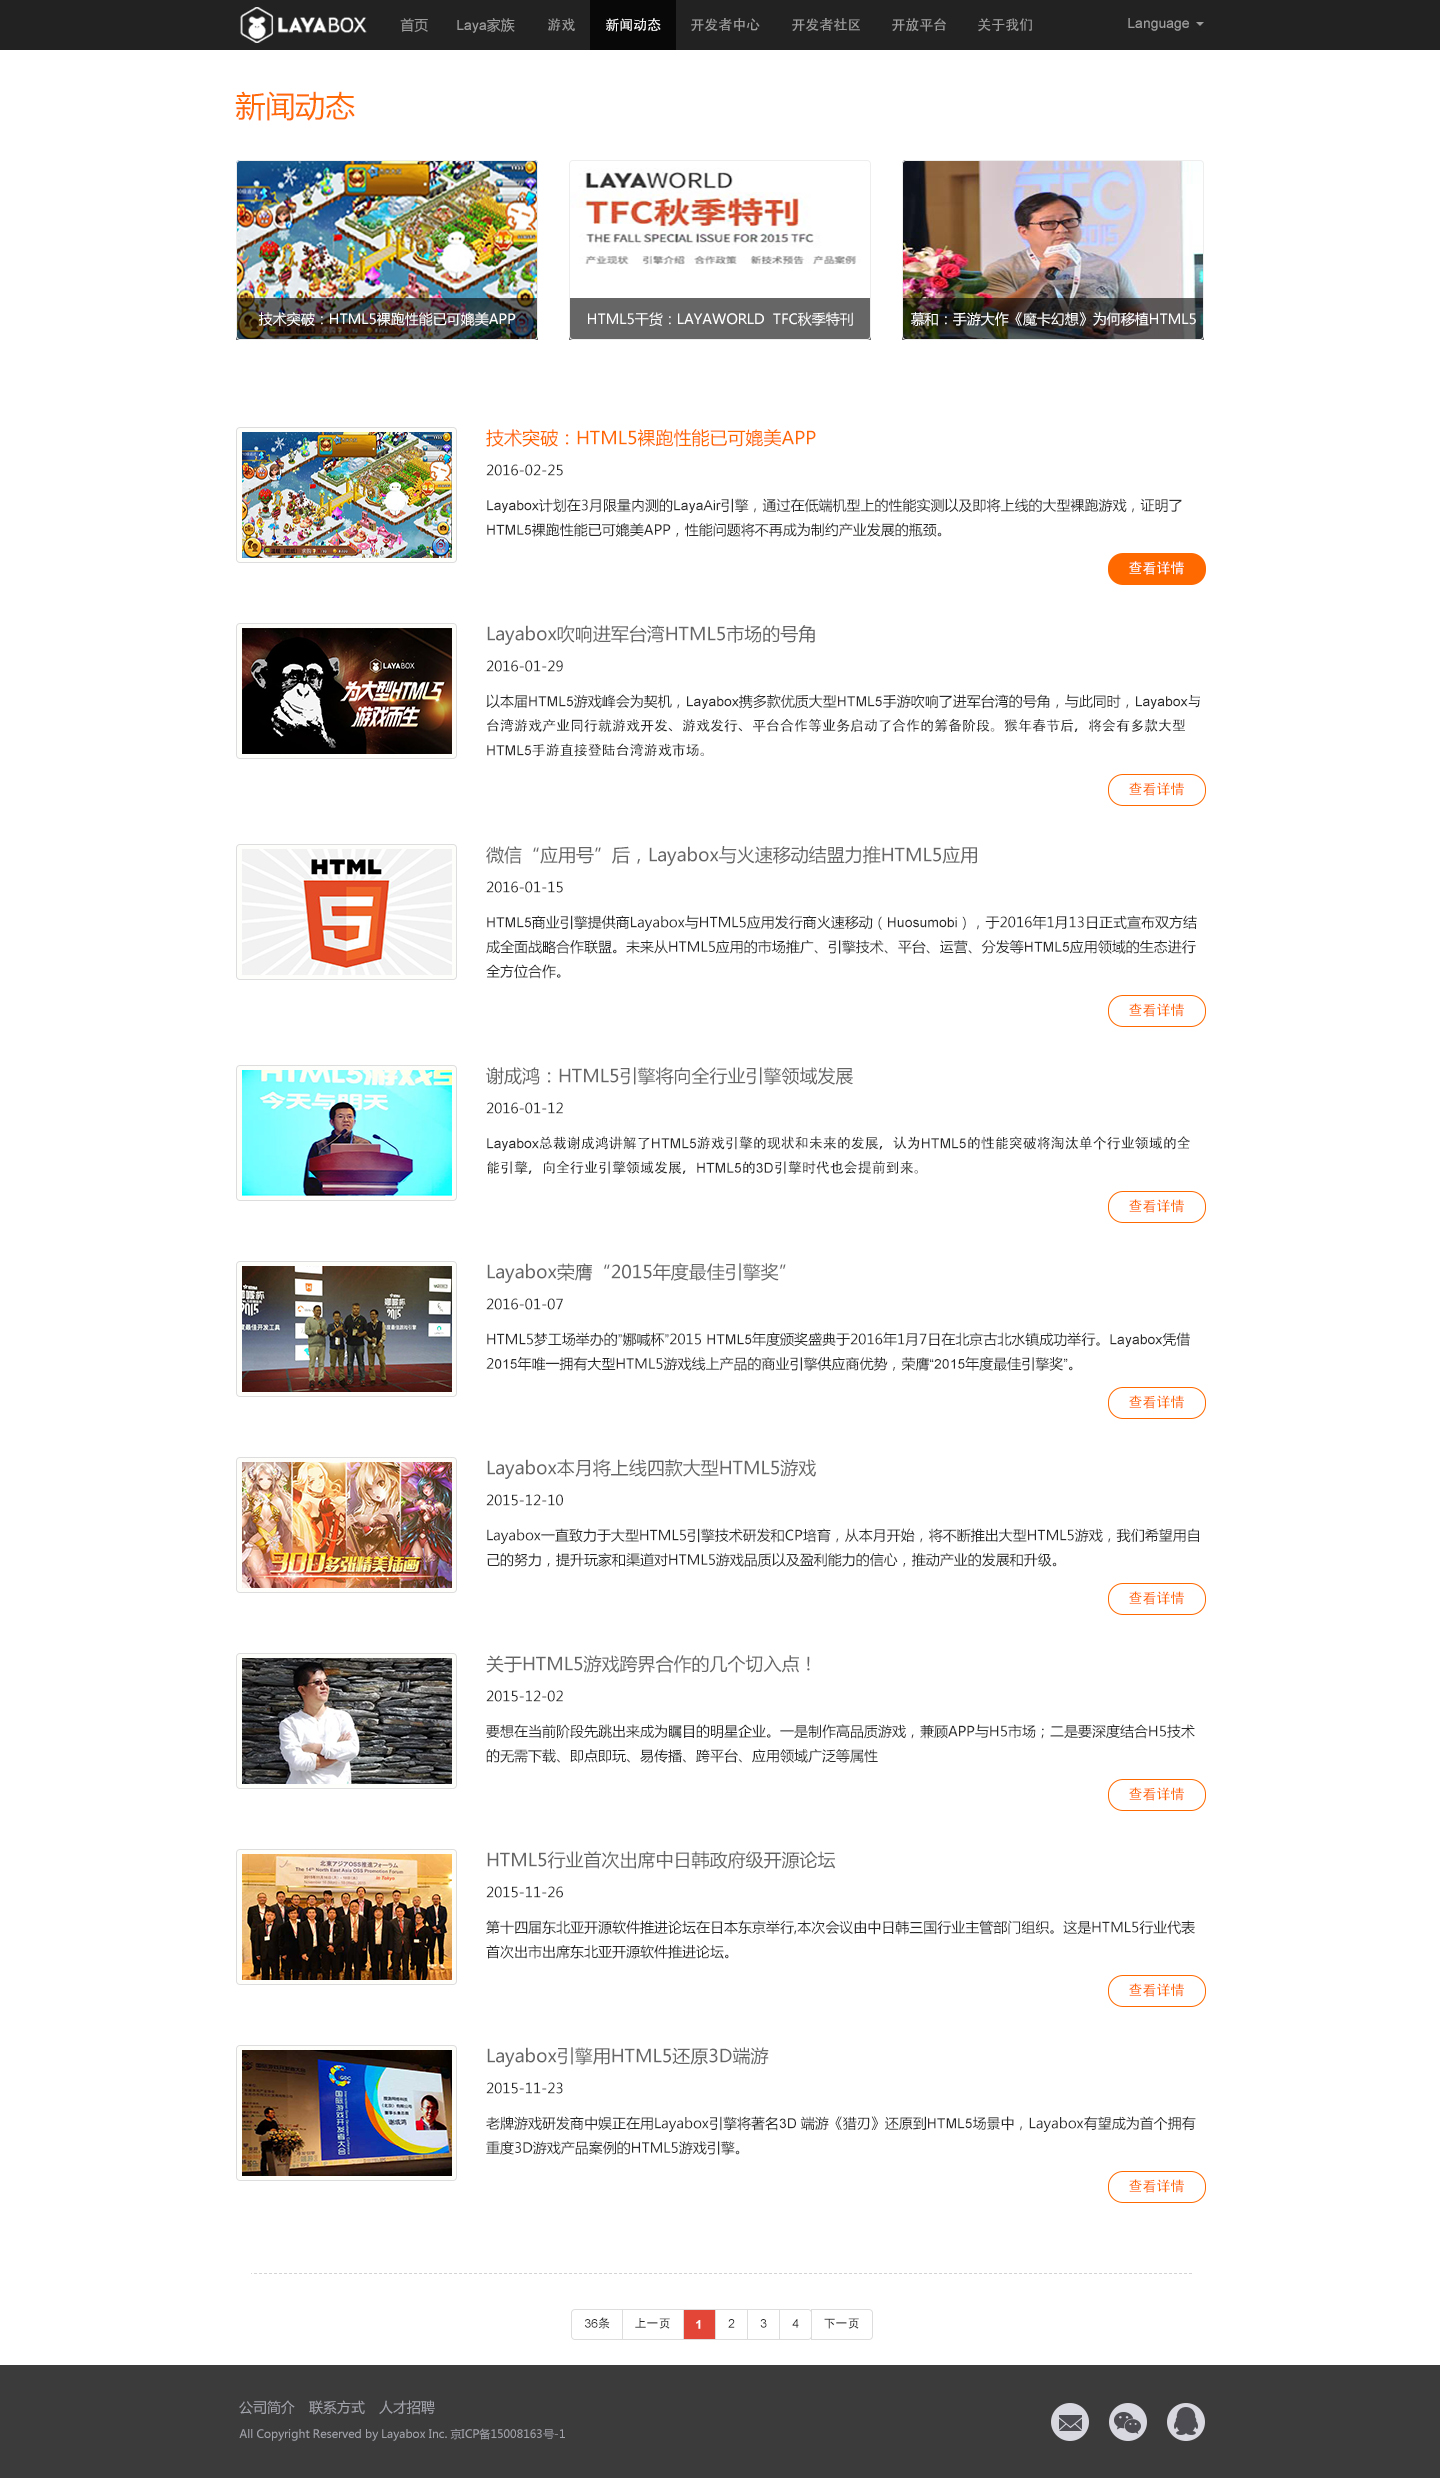 LAYABOX 首页 Laya家族 游戏 新闻动态 开发者中心 开发者社区 开放平台 关于我们 Language
新闻动态
LAYAWORLD
TFC秋季特刊
THE FALL SPECIAL ISSUE FOR 2015 TFC
产业现状 引擎介绍 合作政策 新技术预告 产品案例
技术突破：HTML5裸跑性能已可媲美APP
HTML5干货：LAYAWORLD TFC秋季特刊
慕和：手游大作《魔卡幻想》为何移植HTML5
技术突破：HTML5裸跑性能已可媲美APP
2016-02-25
Layabox计划在3月限量内测的LayaAir引擎，通过在低端机型上的性能实测以及即将上线的大型裸跑游戏，证明了
HTML5裸跑性能已可媲美APP，性能问题将不再成为制约产业发展的瓶颈。
查看详情
LAYABOX
为大型HTML5
游戏而生
Layabox吹响进军台湾HTML5市场的号角
2016-01-29
以本届HTML5游戏峰会为契机，Layabox携多款优质大型HTML5手游吹响了进军台湾的号角，与此同时，Layabox与
台湾游戏产业同行就游戏开发、游戏发行、平台合作等业务启动了合作的筹备阶段。猴年春节后，将会有多款大型
HTML5手游直接登陆台湾游戏市场。
查看详情
HTML
5
微信“应用号”后，Layabox与火速移动结盟力推HTML5应用
2016-01-15
HTML5商业引擎提供商Layabox与HTML5应用发行商火速移动（Huosumobi），于2016年1月13日正式宣布双方结
成全面战略合作联盟。未来从HTML5应用的市场推广、引擎技术、平台、运营、分发等HTML5应用领域的生态进行
全方位合作。
查看详情
HTML5游戏
今天与明天
谢成鸿：HTML5引擎将向全行业引擎领域发展
2016-01-12
Layabox总裁谢成鸿讲解了HTML5游戏引擎的现状和未来的发展，认为HTML5的性能突破将淘汰单个行业领域的全
能引擎，向全行业引擎领域发展，HTML5的3D引擎时代也会提前到来。
查看详情
2015
Layabox荣膺“2015年度最佳引擎奖”
2016-01-07
HTML5梦工场举办的"娜喊杯"2015 HTML5年度颁奖盛典于2016年1月7日在北京古北水镇成功举行。Layabox凭借
2015年唯一拥有大型HTML5游戏线上产品的商业引擎供应商优势，荣膺“2015年度最佳引擎奖”。
查看详情
300多张精美插画
Layabox本月将上线四款大型HTML5游戏
2015-12-10
Layabox一直致力于大型HTML5引擎技术研发和CP培育，从本月开始，将不断推出大型HTML5游戏，我们希望用自
己的努力，提升玩家和渠道对HTML5游戏品质以及盈利能力的信心，推动产业的发展和升级。
查看详情
关于HTML5游戏跨界合作的几个切入点！
2015-12-02
要想在当前阶段先跳出来成为瞩目的明星企业。一是制作高品质游戏，兼顾APP与H5市场；二是要深度结合H5技术
的无需下载、即点即玩、易传播、跨平台、应用领域广泛等属性
查看详情
北東アジアOSS推進フォーラム
The 14th North East Asia OSS Promotion Forum
in Tokyo
HTML5行业首次出席中日韩政府级开源论坛
2015-11-26
第十四届东北亚开源软件推进论坛在日本东京举行,本次会议由中日韩三国行业主管部门组织。这是HTML5行业代表
首次出市出席东北亚开源软件推进论坛。
查看详情
国际游戏开发者大会
谢成鸿
Layabox引擎用HTML5还原3D端游
2015-11-23
老牌游戏研发商中娱正在用Layabox引擎将著名3D 端游《猎刃》还原到HTML5场景中，Layabox有望成为首个拥有
重度3D游戏产品案例的HTML5游戏引擎。
查看详情
36条 上一页 1 2 3 4 下一页
公司简介 联系方式 人才招聘
All Copyright Reserved by Layabox Inc. 京ICP备15008163号-1